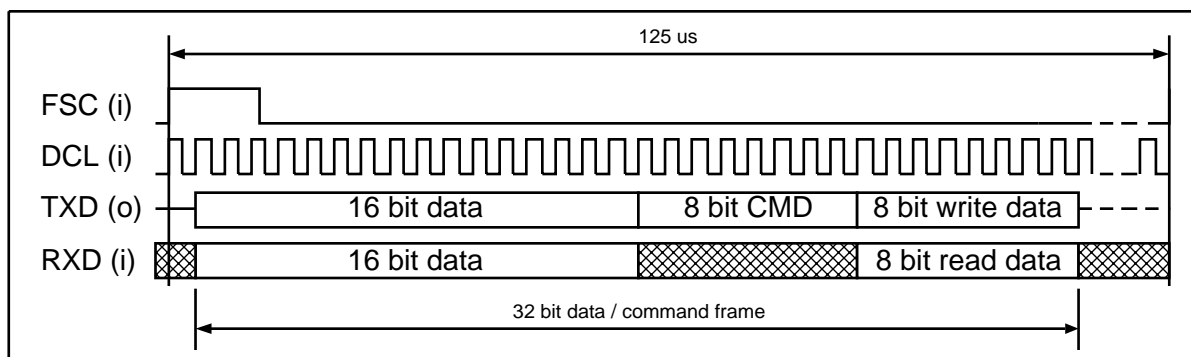 125 us
FSC (i)
DCL (i)
TXD (o) 16 bit data 8 bit CMD 8 bit write data
RXD (i) 16 bit data 8 bit read data
32 bit data / command frame